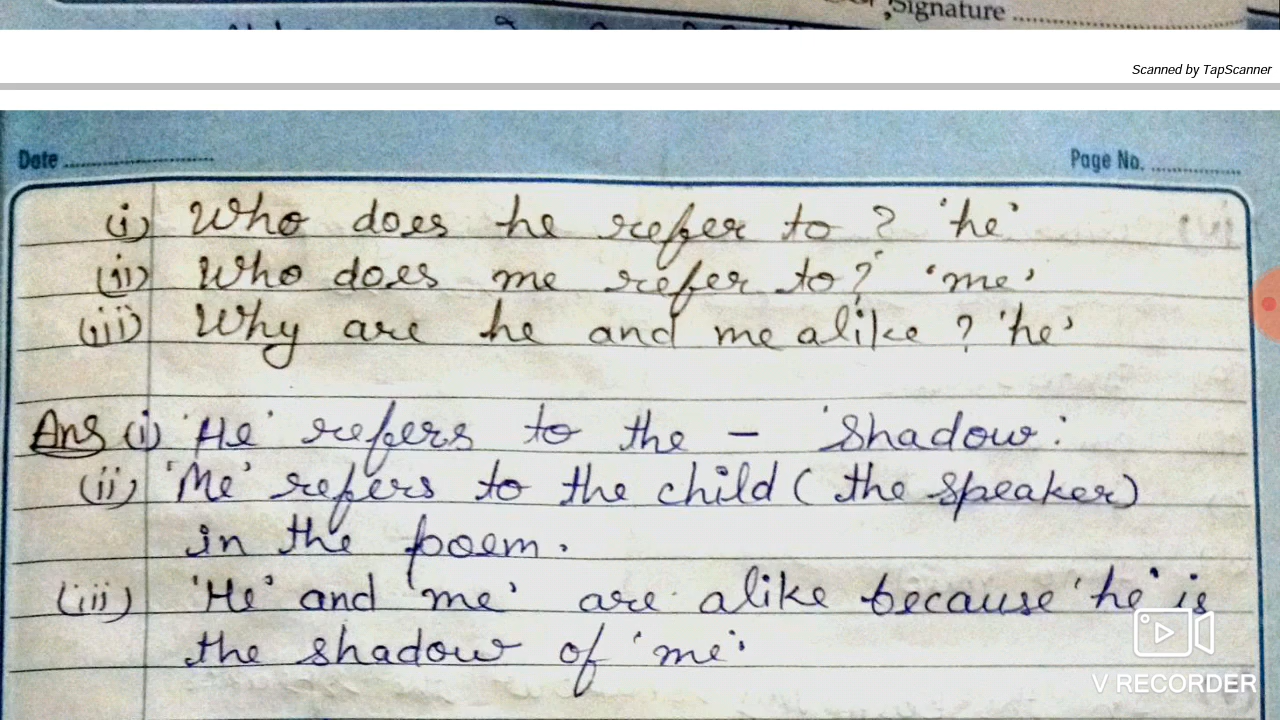 Signature
Scanned by TapScanner
Date
Page No.
(i) Who does he refer to ? 'he'
(ii) Who does me refer to? 'me'
(iii) Why are he and me alike ? 'he'
Ans (i) 'He' refers to the – 'Shadow.'
(ii) 'Me' refers to the child ( the speaker)
in the poem.
(iii) 'He' and 'me' are alike because 'he' is
the shadow of 'me'.
V RECORDER